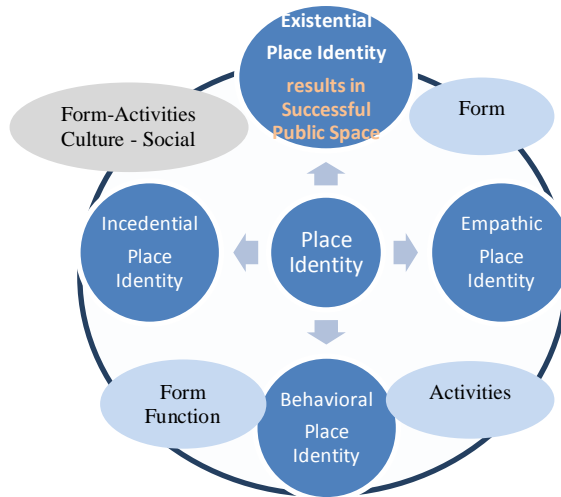 Existential
Place Identity
results in
Successful
Public Space
Form-Activities
Culture - Social
Form
Incedential
Place
Identity
Place
Identity
Empathic
Place
Identity
Form
Function
Behavioral
Place
Identity
Activities